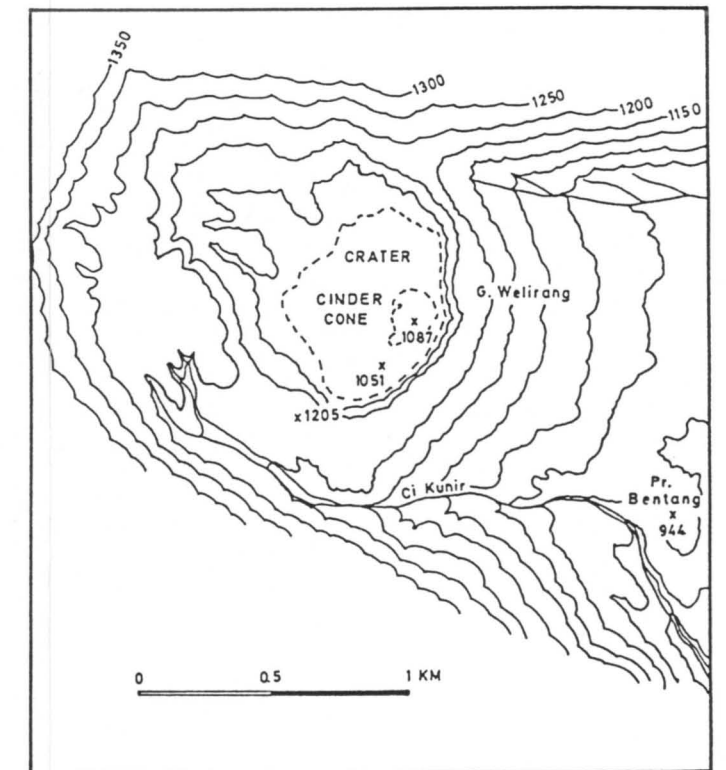 1350
1300
1250
1200
1150
CRATER
G. Welirang
CINDER
CONE
x
1087
x
1051
x 1205
Ci Kunir
Pr.
Bentang
x
944
0 0.5 1 KM